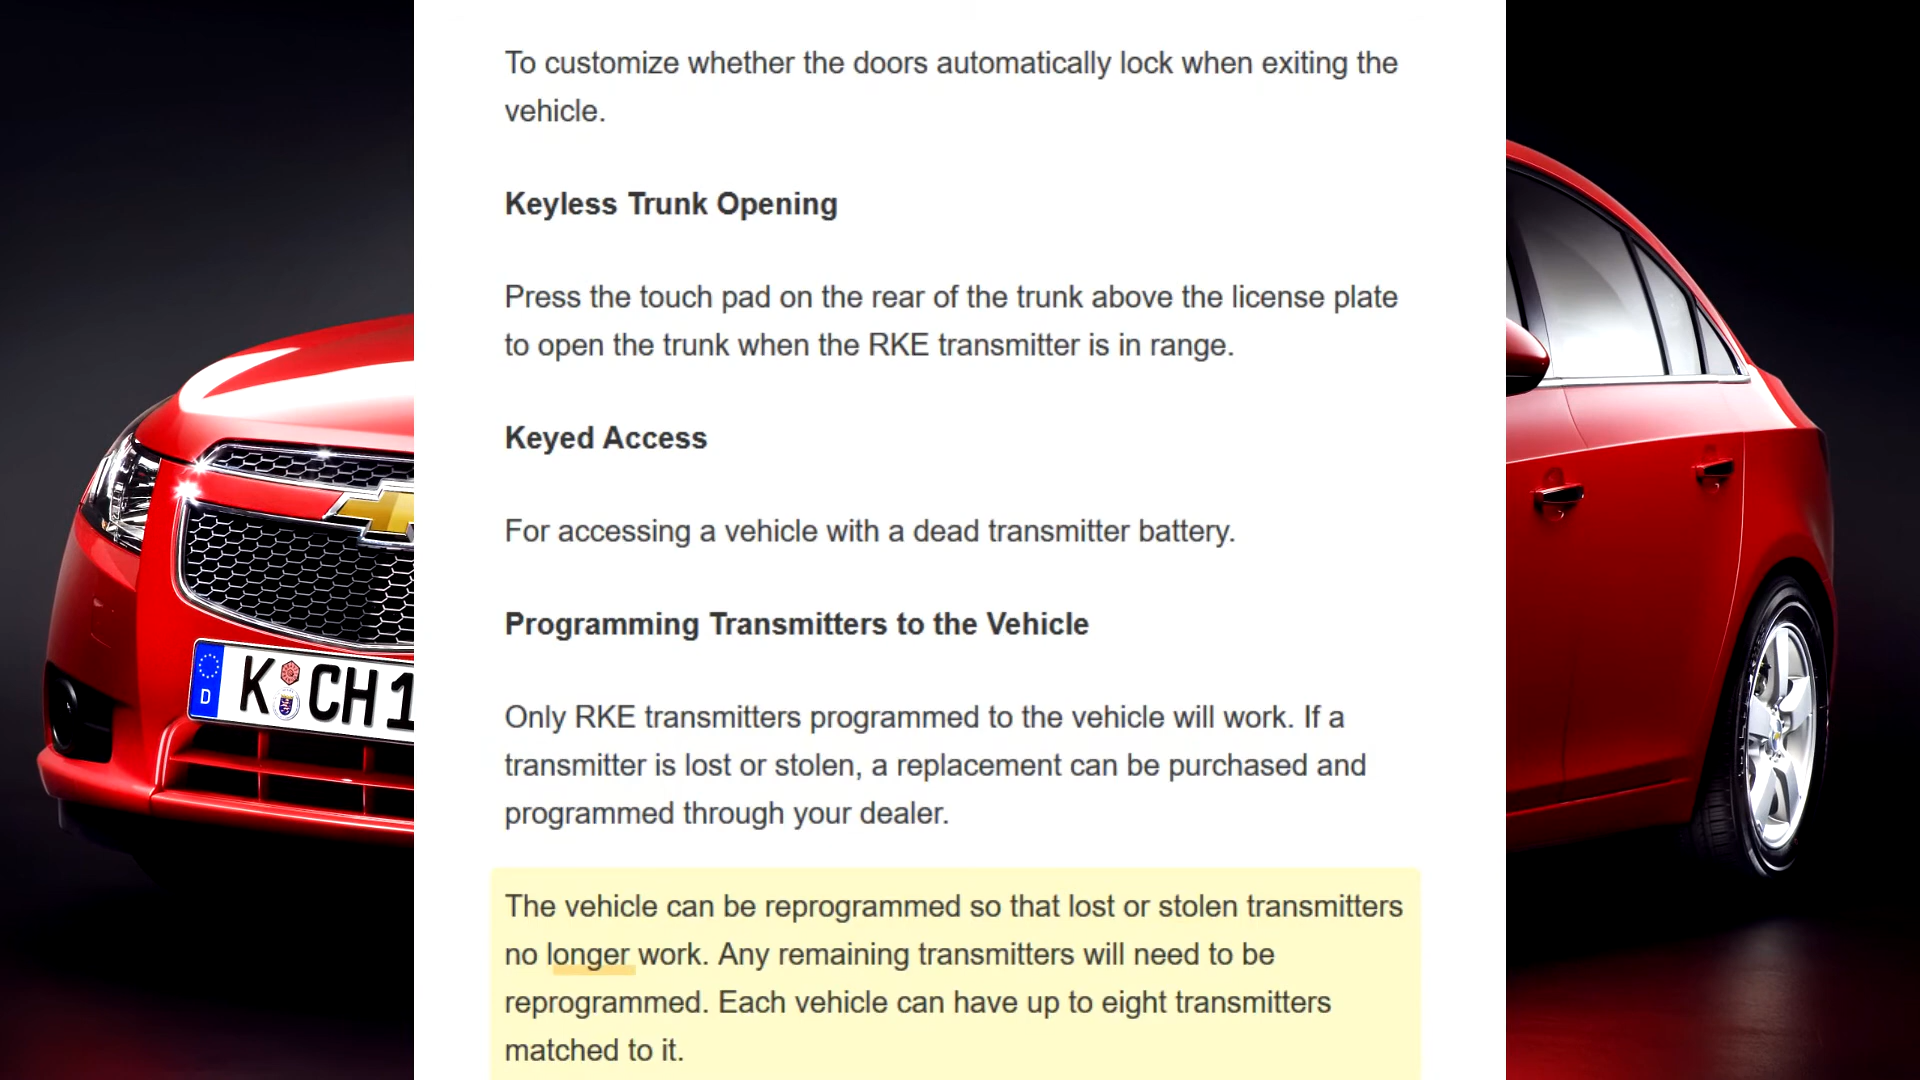 To customize whether the doors automatically lock when exiting the
vehicle.
Keyless Trunk Opening
Press the touch pad on the rear of the trunk above the license plate
to open the trunk when the RKE transmitter is in range.
Keyed Access
For accessing a vehicle with a dead transmitter battery.
Programming Transmitters to the Vehicle
Only RKE transmitters programmed to the vehicle will work. If a
transmitter is lost or stolen, a replacement can be purchased and
programmed through your dealer.
The vehicle can be reprogrammed so that lost or stolen transmitters
no longer work. Any remaining transmitters will need to be
reprogrammed. Each vehicle can have up to eight transmitters
matched to it.
D K CH1